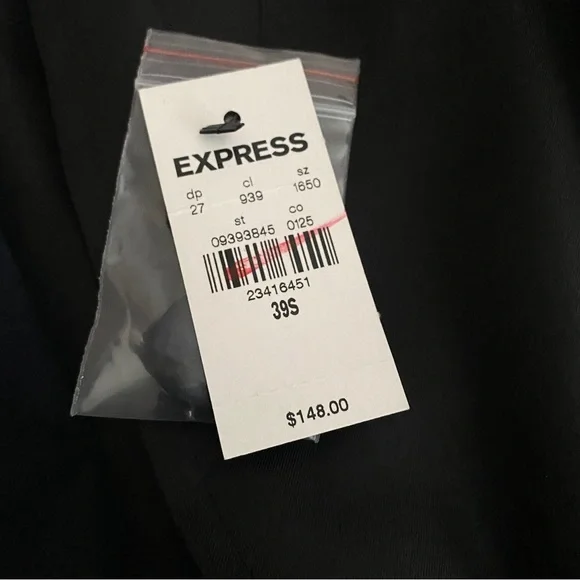 EXPRESS
dp cl sz
27 939 1650
st co
09393845 0125
23416451
39S
$148.00